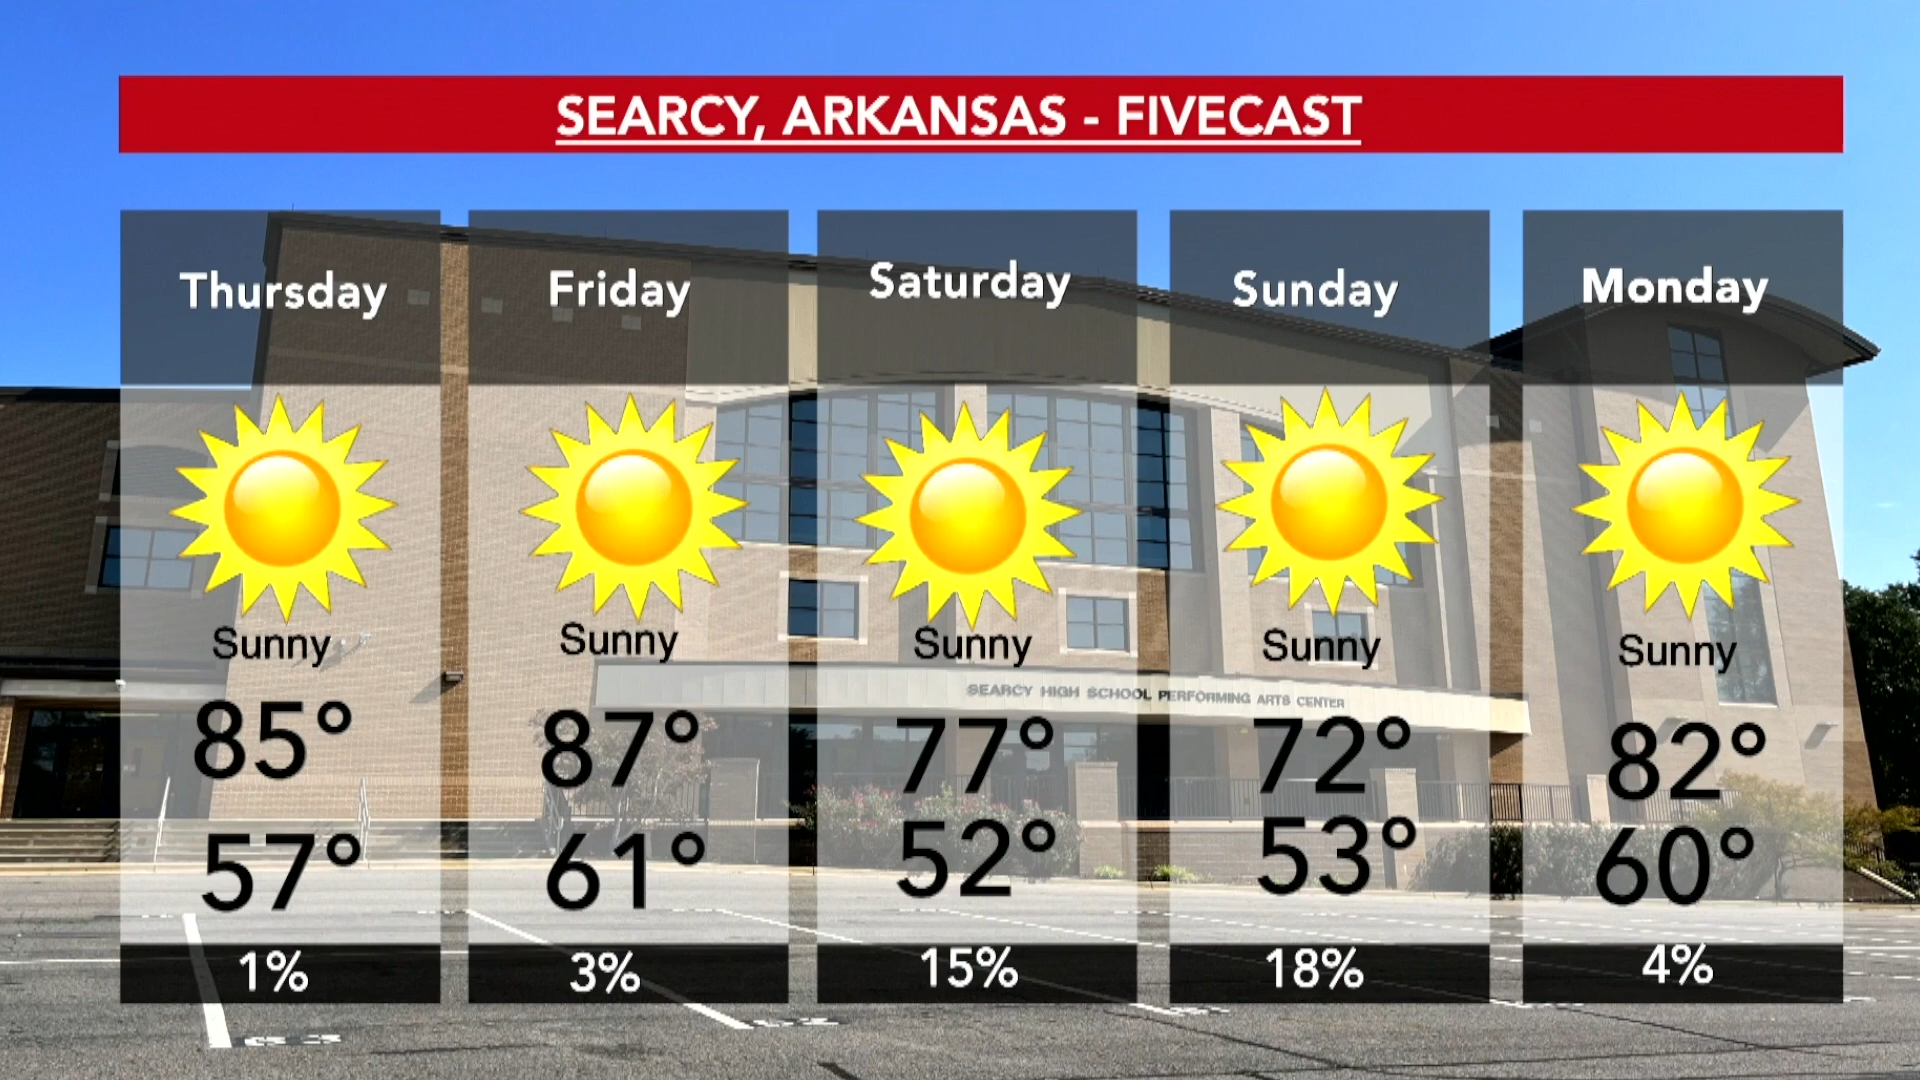 SEARCY, ARKANSAS - FIVECAST
Thursday
Sunny
85°
57°
1%
Friday
Sunny
87°
61°
3%
Saturday
Sunny
77°
52°
15%
Sunday
Sunny
72°
53°
18%
Monday
Sunny
82°
60°
4%
SEARCY HIGH SCHOOL PERFORMING ARTS CENTER